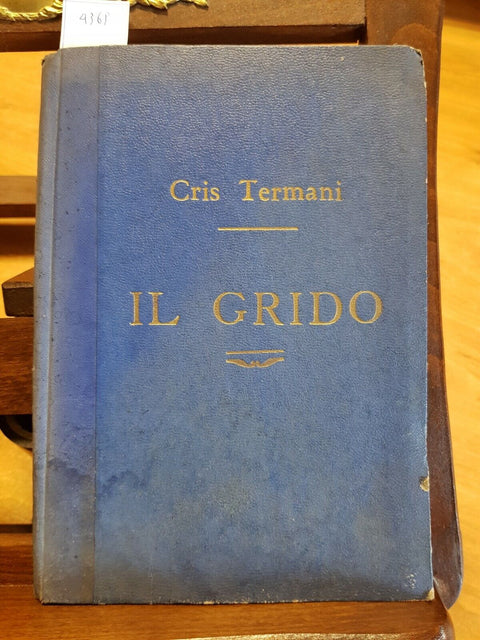 4361
Cris Termani
IL GRIDO